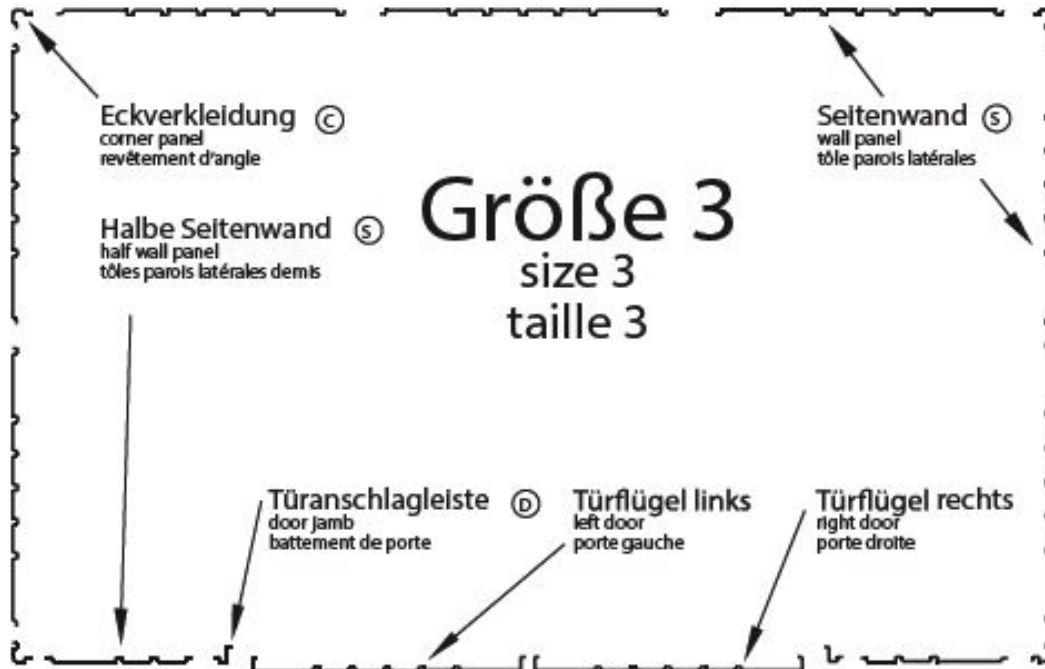 Eckverkleidung Ⓒ
corner panel
revêtement d'angle
Seitenwand Ⓢ
wall panel
tôle parois latérales
Halbe Seitenwand Ⓢ
half wall panel
tôles parois latérales demis
Größe 3
size 3
taille 3
Türanschlagleiste Ⓓ
door jamb
battement de porte
Türflügel links
left door
porte gauche
Türflügel rechts
right door
porte droite